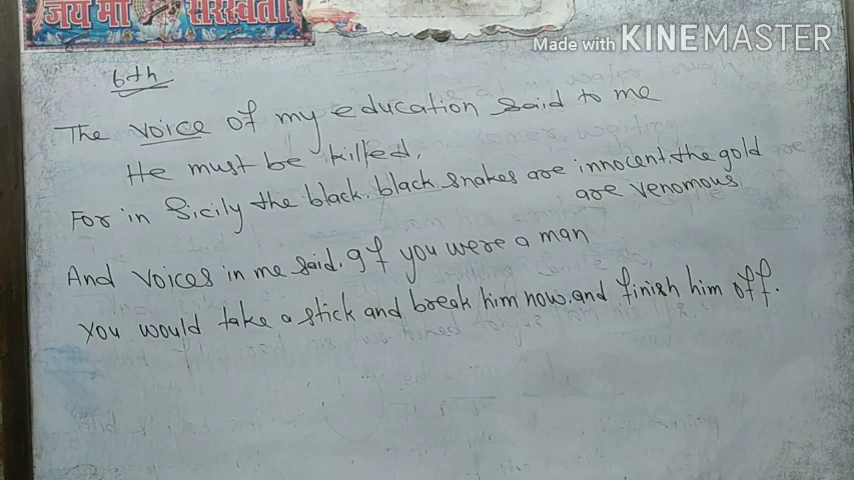 जय माँ सरस्वती
Made with KINEMASTER
6th
The voice of my education said to me
He must be killed,
For in Sicily the black, black snakes are innocent, the gold
are venomous.
And voices in me said, If you were a man
You would take a stick and break him now, and finish him off.